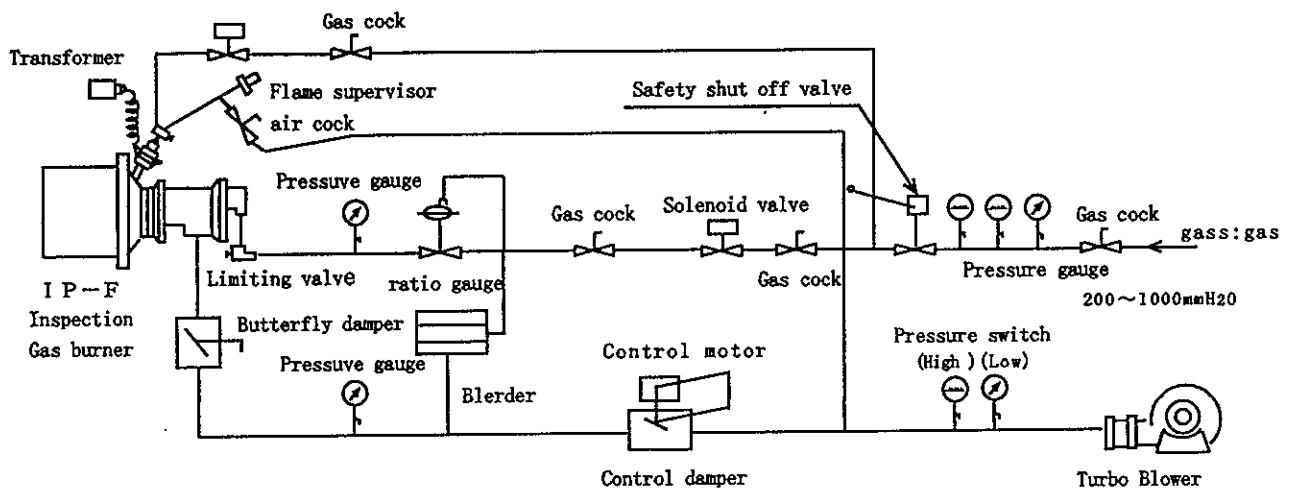 Gas cock
Transformer
Flame supervisor
air cock
Safety shut off valve
Pressuve gauge
Gas cock
Solenoid valve
Gas cock
gass:gas
Limiting valve
ratio gauge
Gas cock
Pressure gauge
200～1000mmH20
IP-F
Inspection
Gas burner
Butterfly damper
Pressuve gauge
Blerder
Control motor
Pressure switch
(High) (Low)
Control damper
Turbo Blower